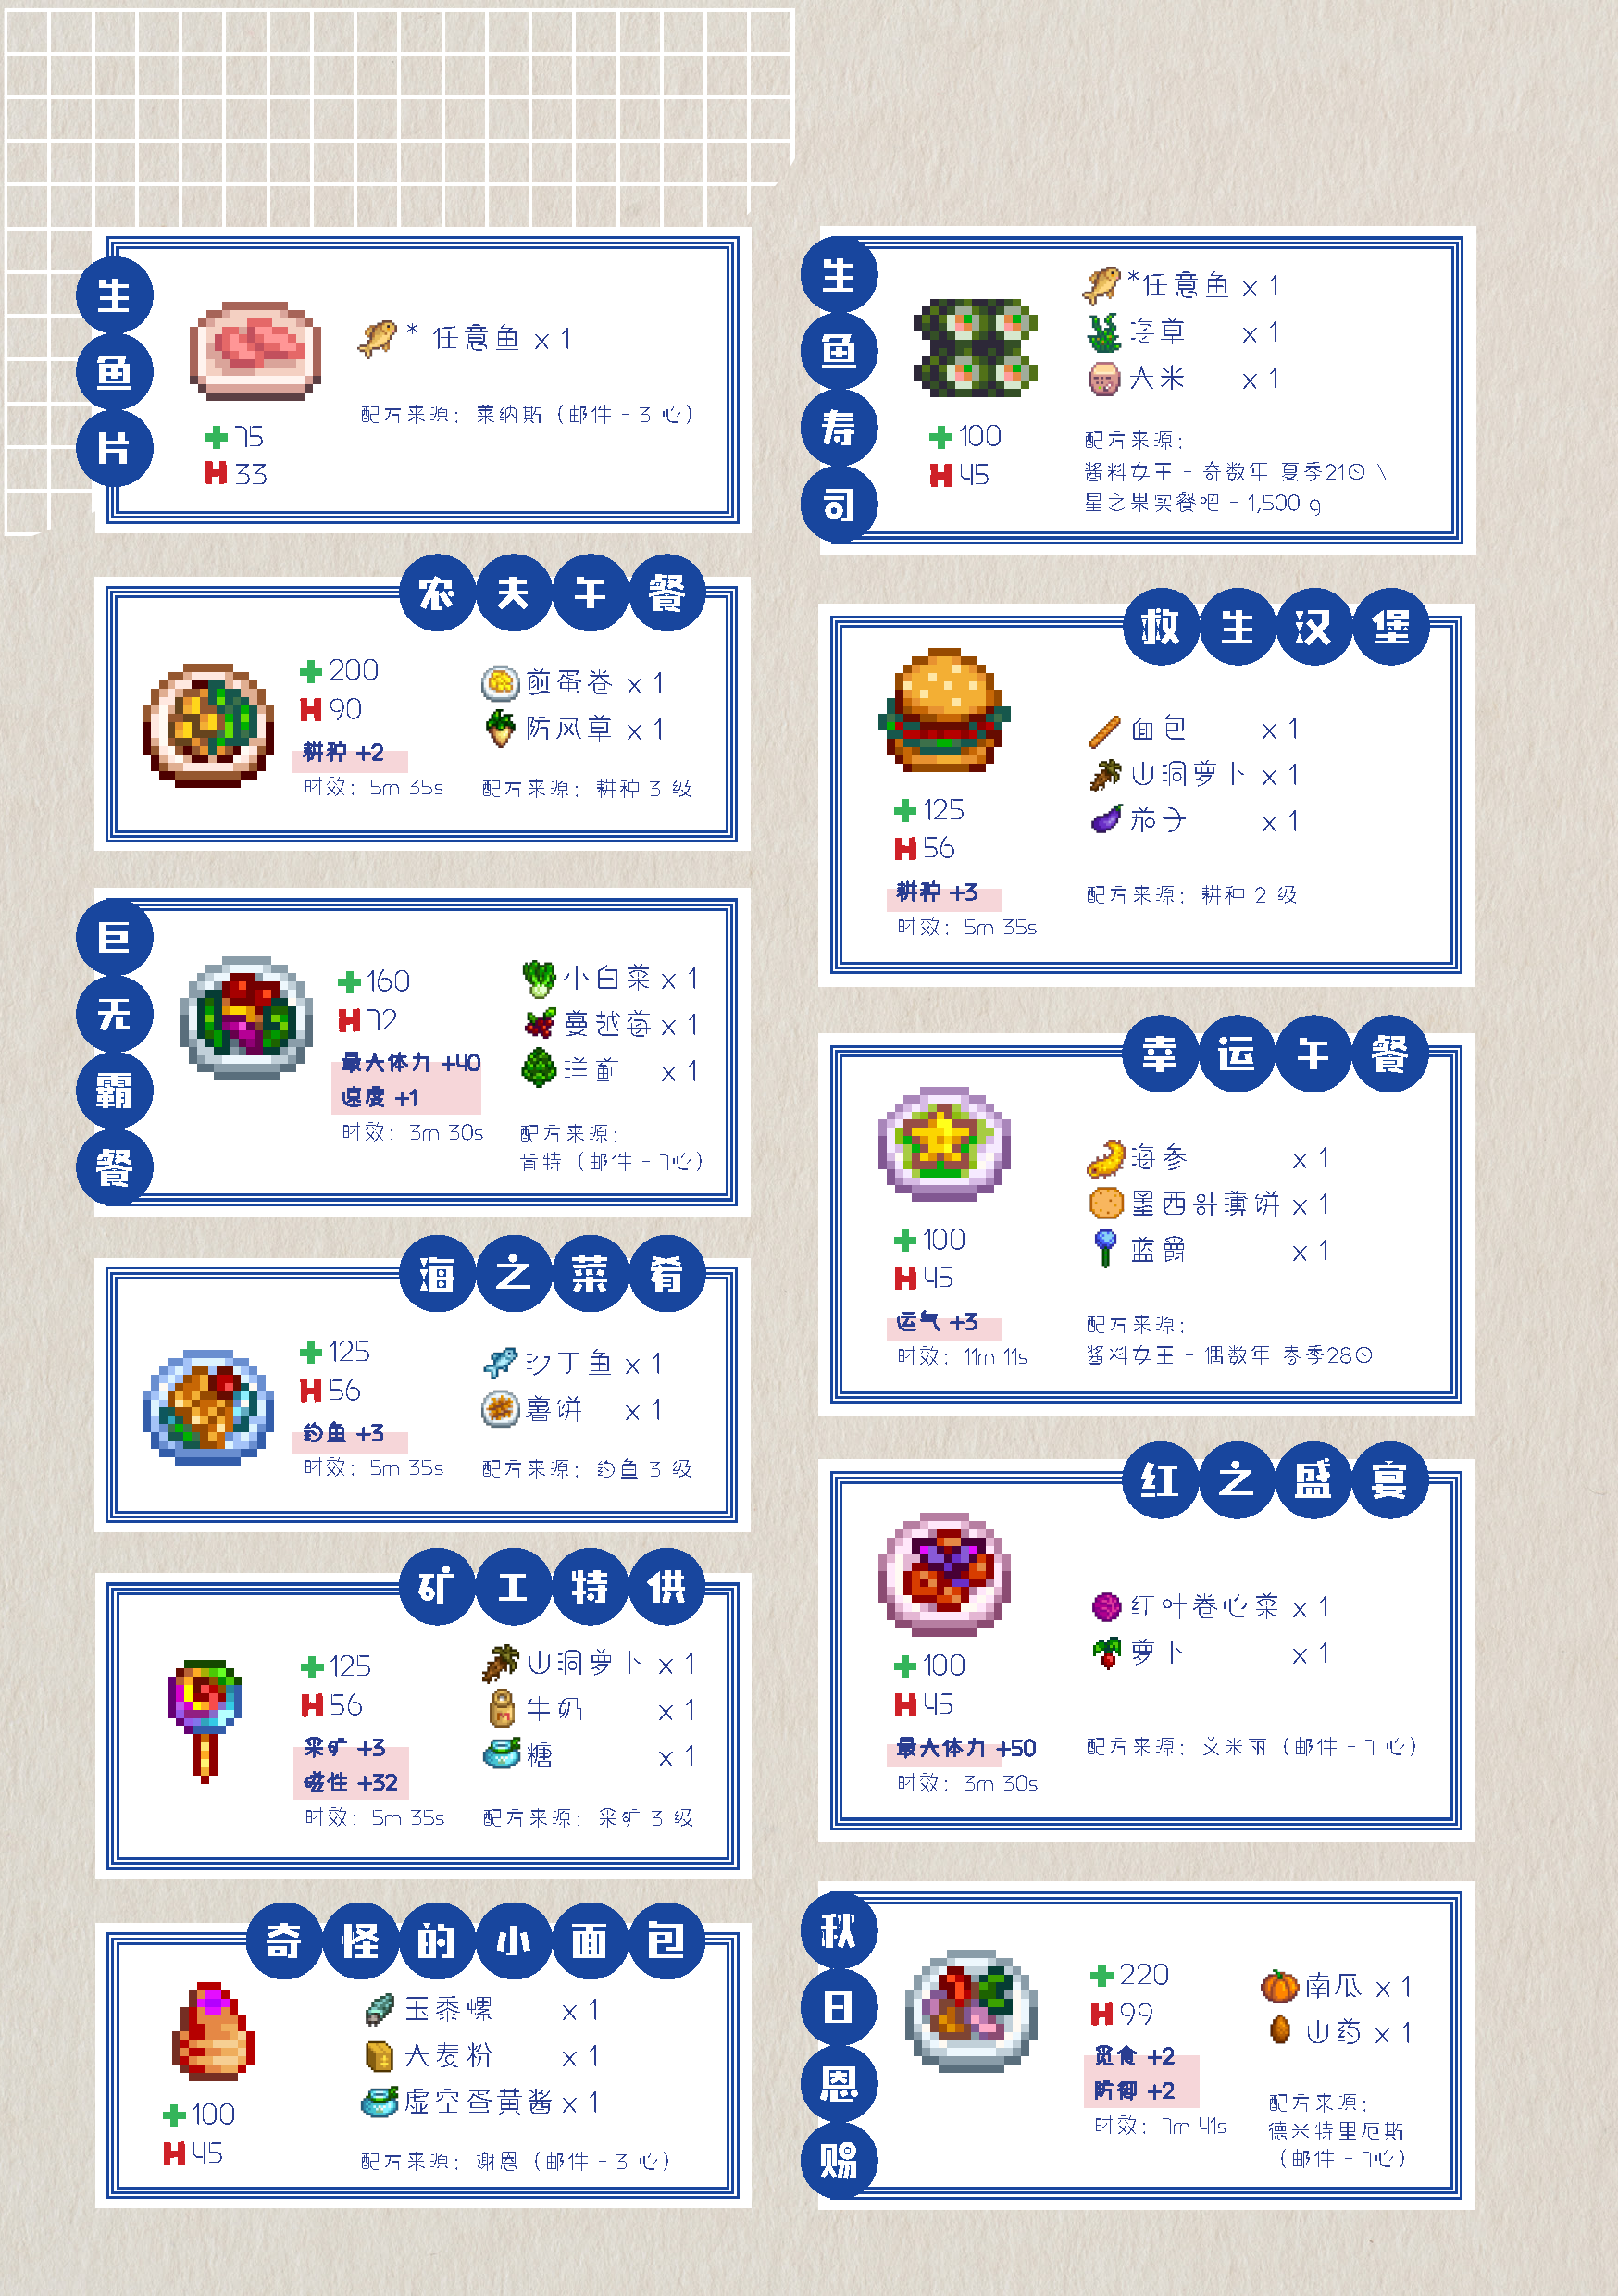 生鱼片
* 任意鱼 x 1
配方来源: 莱纳斯 (邮件 - 3 心)
+75
H33
农夫午餐
+200
H90
耕种 +2
时效: 5m 35s
煎蛋卷 x 1
防风草 x 1
配方来源: 耕种 3 级
巨无霸餐
+160
H72
最大体力 +40
速度 +1
时效: 3m 30s
小白菜 x 1
蔓越莓 x 1
洋蓟 x 1
配方来源:
肯特 (邮件 - 7心)
海之菜肴
+125
H56
钓鱼 +3
时效: 5m 35s
沙丁鱼 x 1
薯饼 x 1
配方来源: 钓鱼 3 级
矿工特供
+125
H56
采矿 +3
磁性 +32
时效: 5m 35s
山洞萝卜 x 1
牛奶 x 1
糖 x 1
配方来源: 采矿 3 级
奇怪的小面包
+100
H45
玉黍螺 x 1
大麦粉 x 1
虚空蛋黄酱 x 1
配方来源: 谢恩 (邮件 - 3 心)
生鱼寿司
+100
H45
*任意鱼 x 1
海草 x 1
大米 x 1
配方来源:
酱料女王 - 奇数年 夏季21日 \
星之果实餐吧 - 1,500 g
救生汉堡
+125
H56
耕种 +3
时效: 5m 35s
面包 x 1
山洞萝卜 x 1
茄子 x 1
配方来源: 耕种 2 级
幸运午餐
+100
H45
运气 +3
时效: 11m 11s
海参 x 1
墨西哥薄饼 x 1
蓝爵 x 1
配方来源:
酱料女王 - 偶数年 春季28日
红之盛宴
+100
H45
最大体力 +50
时效: 3m 30s
红叶卷心菜 x 1
萝卜 x 1
配方来源: 艾米丽 (邮件 - 7 心)
秋日恩赐
+220
H99
觅食 +2
防御 +2
时效: 7m 41s
南瓜 x 1
山药 x 1
配方来源:
德米特里厄斯
(邮件 - 7心)